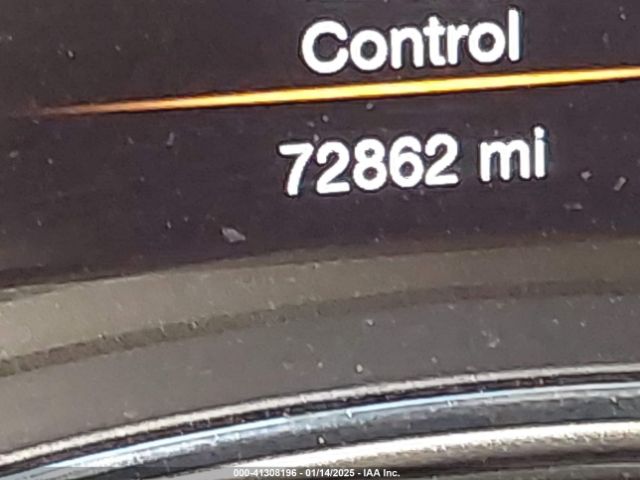 Control
72862 mi
000-41308196 - 01/14/2025 - IAA Inc.